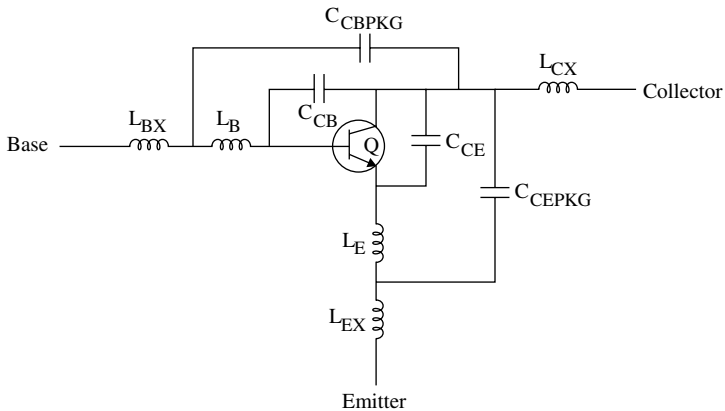 C_CBPKG
L_CX
Collector
L_BX
L_B
C_CB
Base
Q
C_CE
C_CEPKG
L_E
L_EX
Emitter